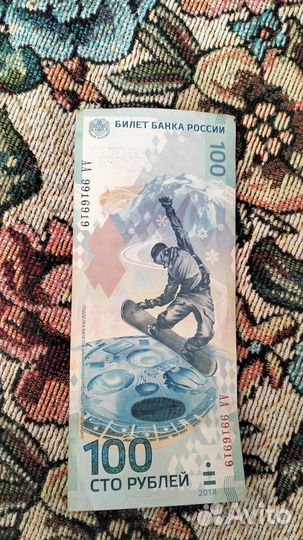 БИЛЕТ БАНКА РОССИИ
100
АА 9916919
АА 9916919
100
СТО РУБЛЕЙ
2014
Avito